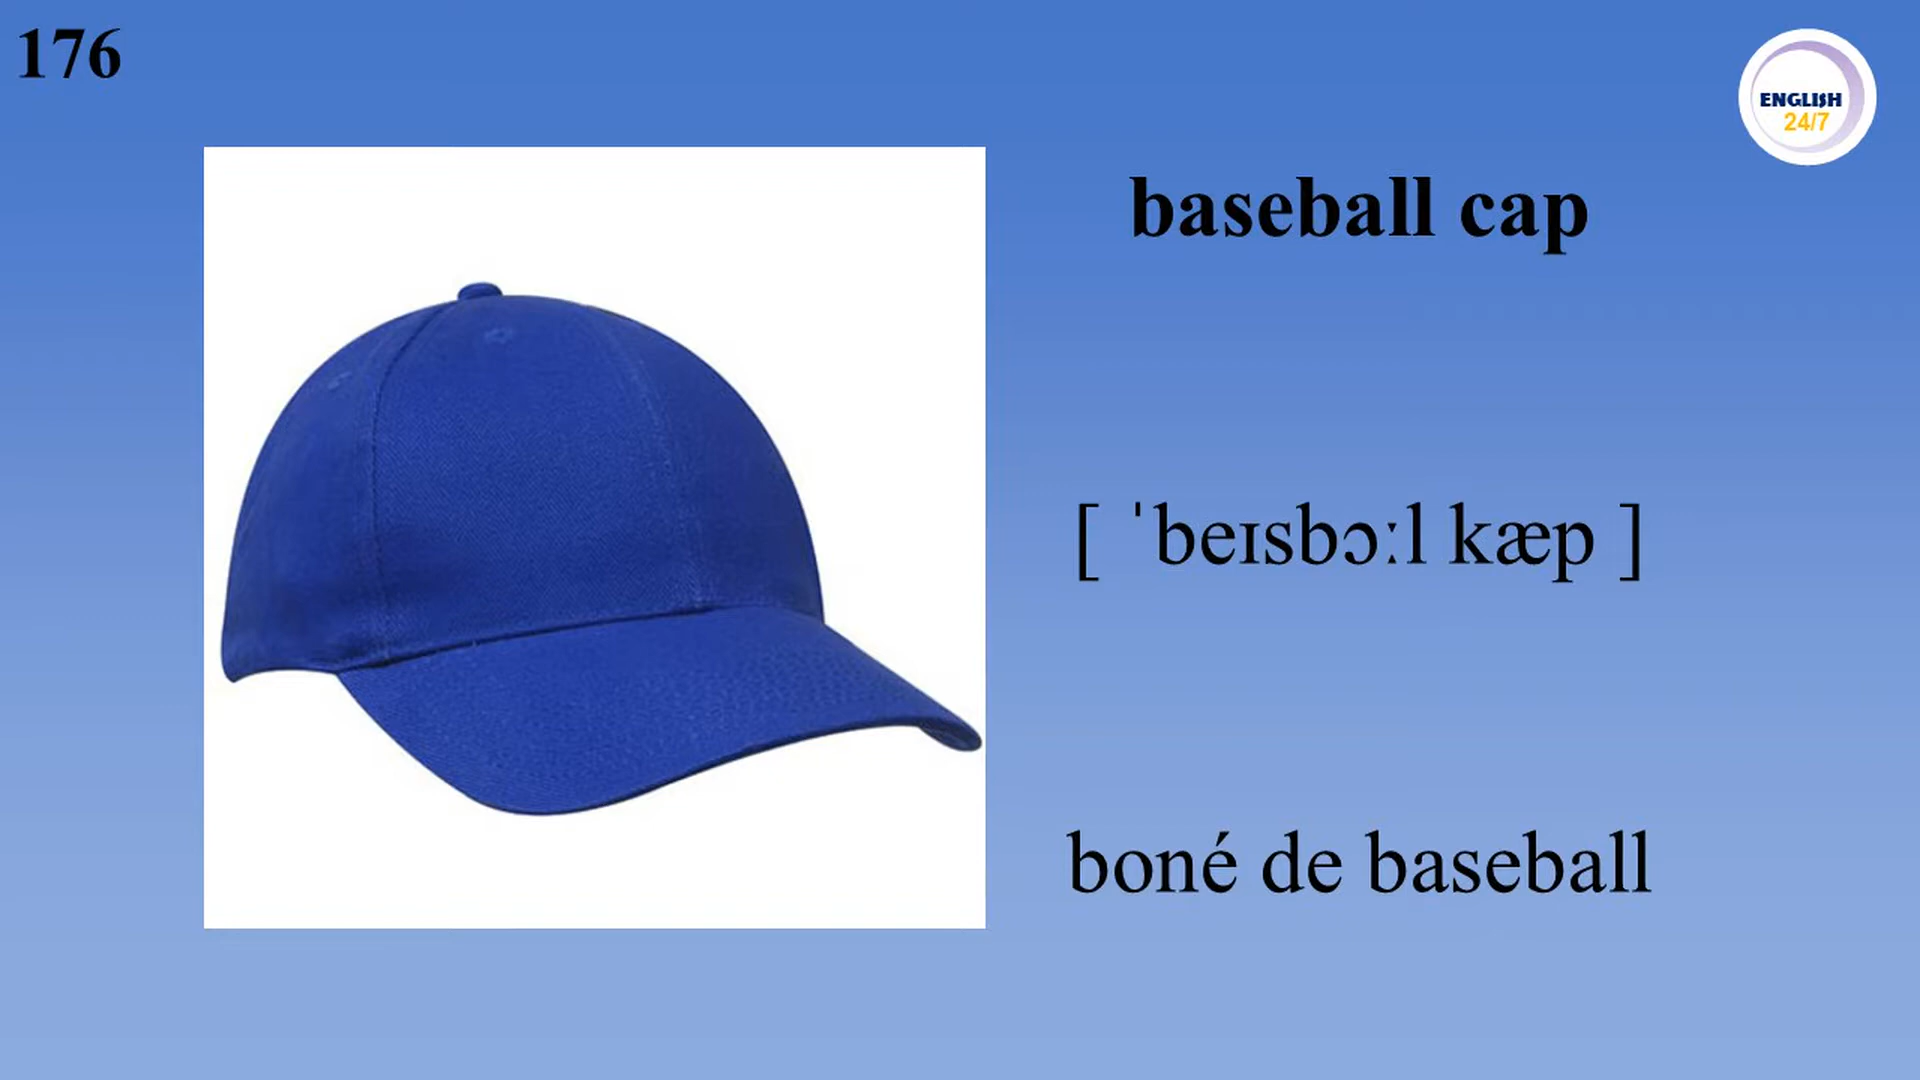 176
ENGLISH
24/7
baseball cap
[ ˈbeɪsbɔːl kæp ]
boné de baseball